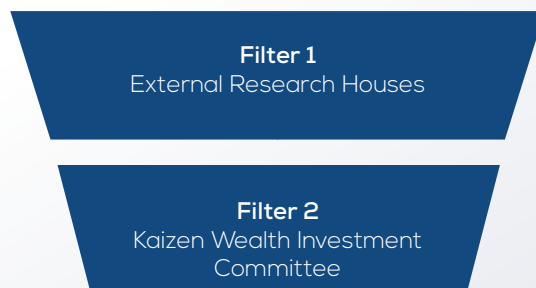 Filter 1
External Research Houses
Filter 2
Kaizen Wealth Investment
Committee